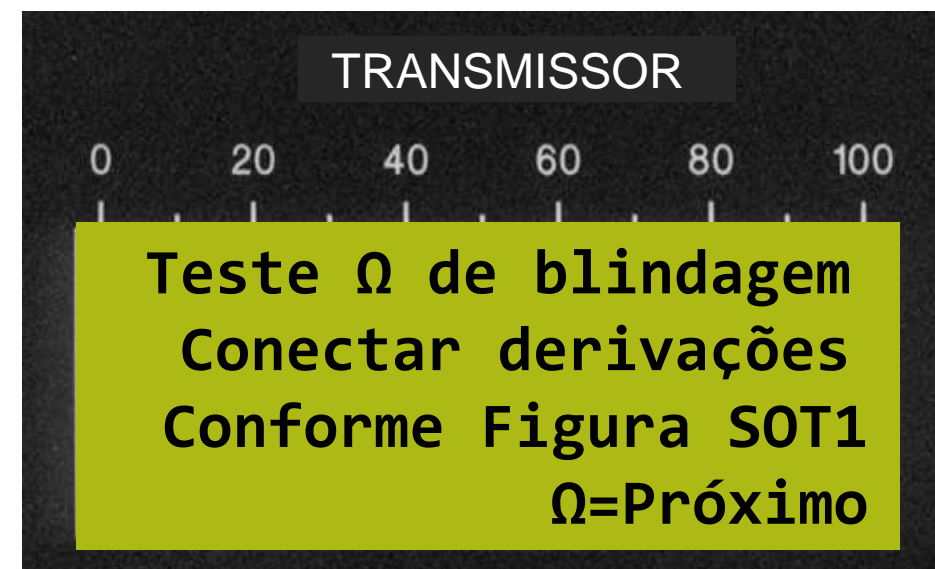 TRANSMISSOR
0 20 40 60 80 100
Teste Ω de blindagem
Conectar derivações
Conforme Figura SOT1
Ω=Próximo